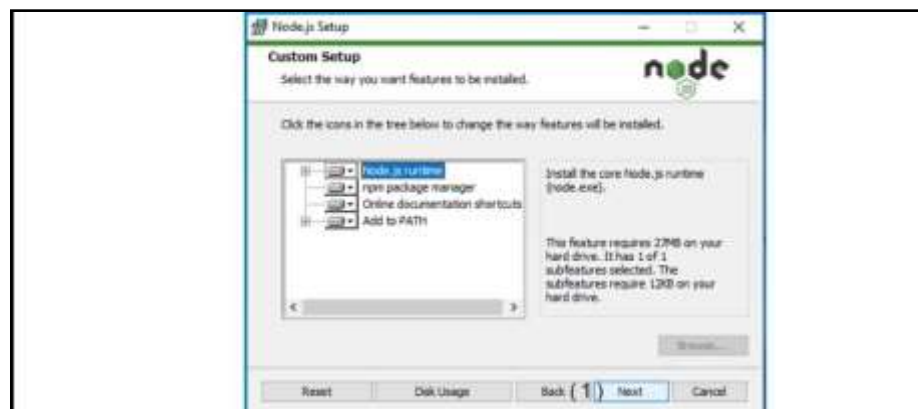 Node.js Setup
Custom Setup
Select the way you want features to be installed.
node
JS
Click the icons in the tree below to change the way features will be installed.
Node.js runtime
npm package manager
Online documentation shortcuts
Add to PATH
Install the core Node.js runtime
(node.exe).
This feature requires 27MB on your
hard drive. It has 1 of 1
subfeatures selected. The
subfeatures require 12KB on your
hard drive.
Browse...
Reset Disk Usage Back (1) Next Cancel